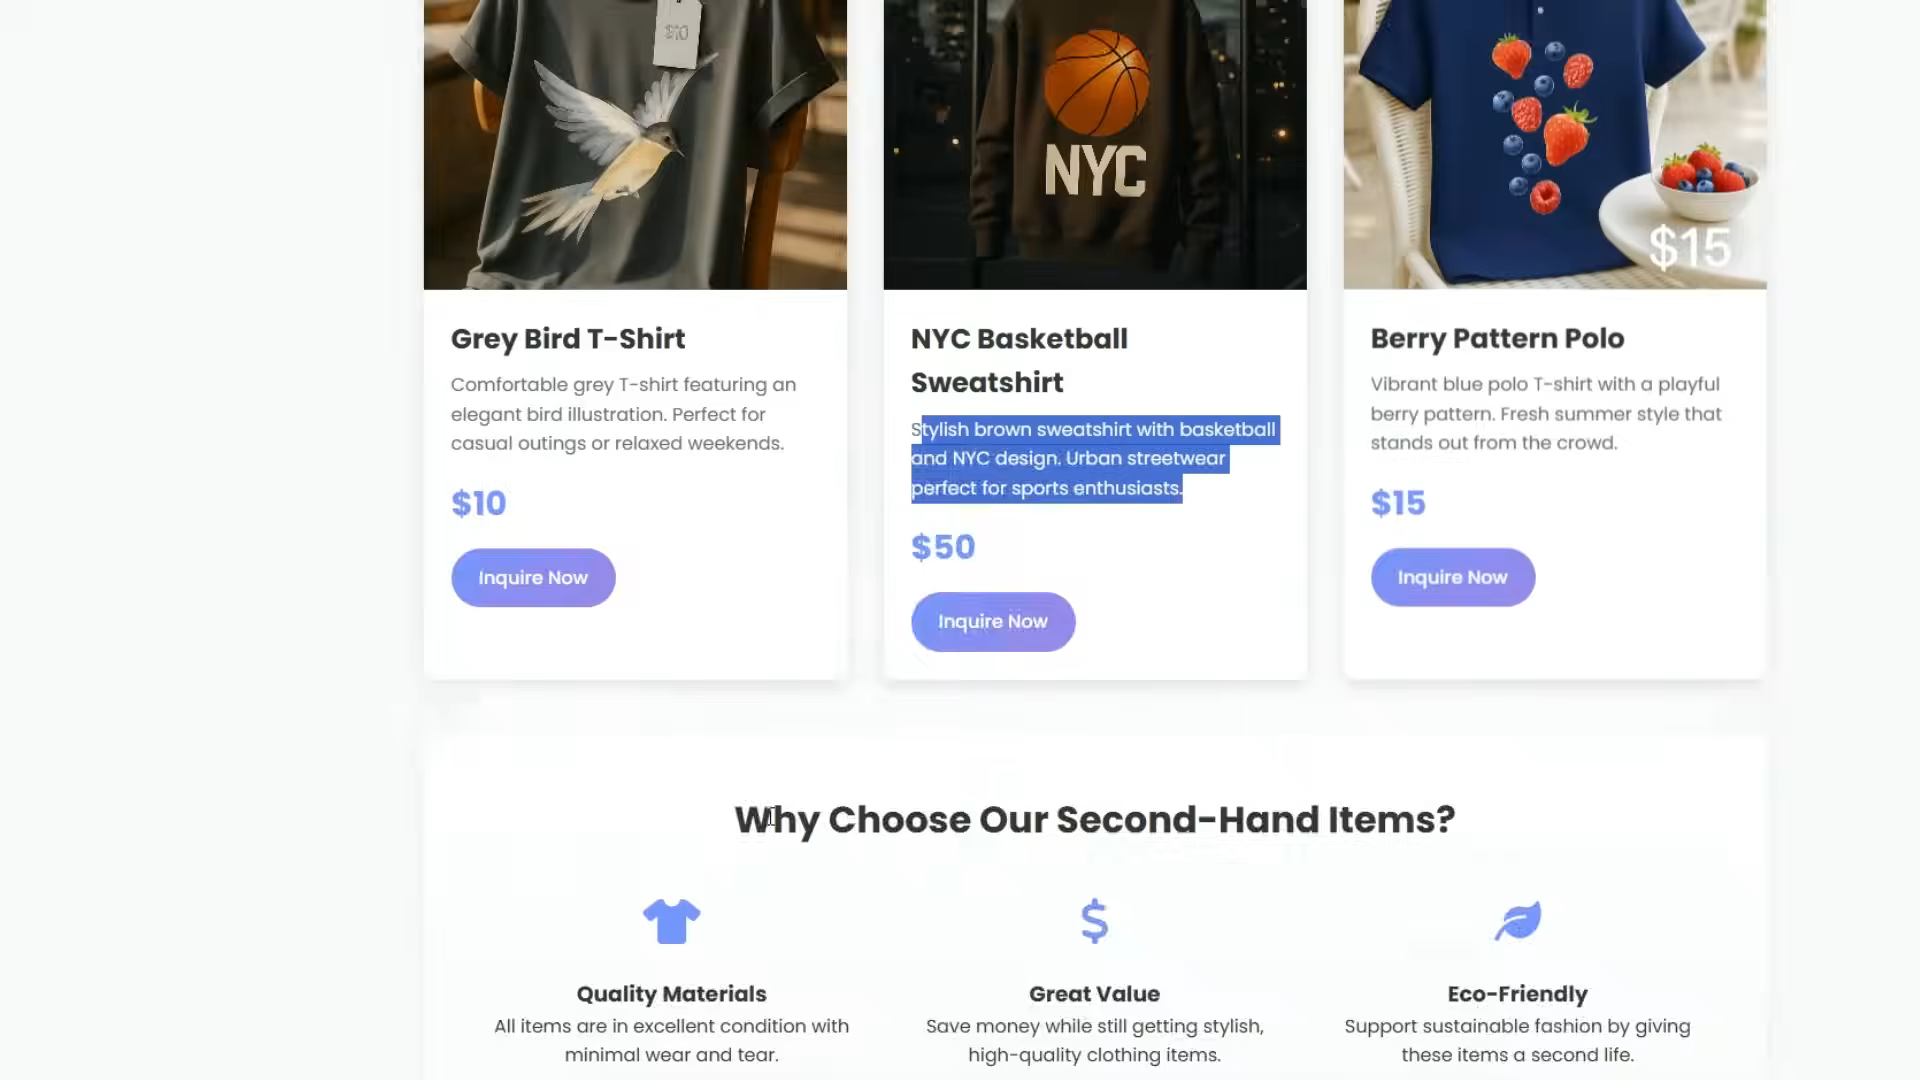 $10
NYC
$15
Grey Bird T-Shirt
Comfortable grey T-shirt featuring an
elegant bird illustration. Perfect for
casual outings or relaxed weekends.
$10
Inquire Now
NYC Basketball
Sweatshirt
Stylish brown sweatshirt with basketball
and NYC design. Urban streetwear
perfect for sports enthusiasts.
$50
Inquire Now
Berry Pattern Polo
Vibrant blue polo T-shirt with a playful
berry pattern. Fresh summer style that
stands out from the crowd.
$15
Inquire Now
Why Choose Our Second-Hand Items?
Quality Materials
All items are in excellent condition with
minimal wear and tear.
$
Great Value
Save money while still getting stylish,
high-quality clothing items.
Eco-Friendly
Support sustainable fashion by giving
these items a second life.